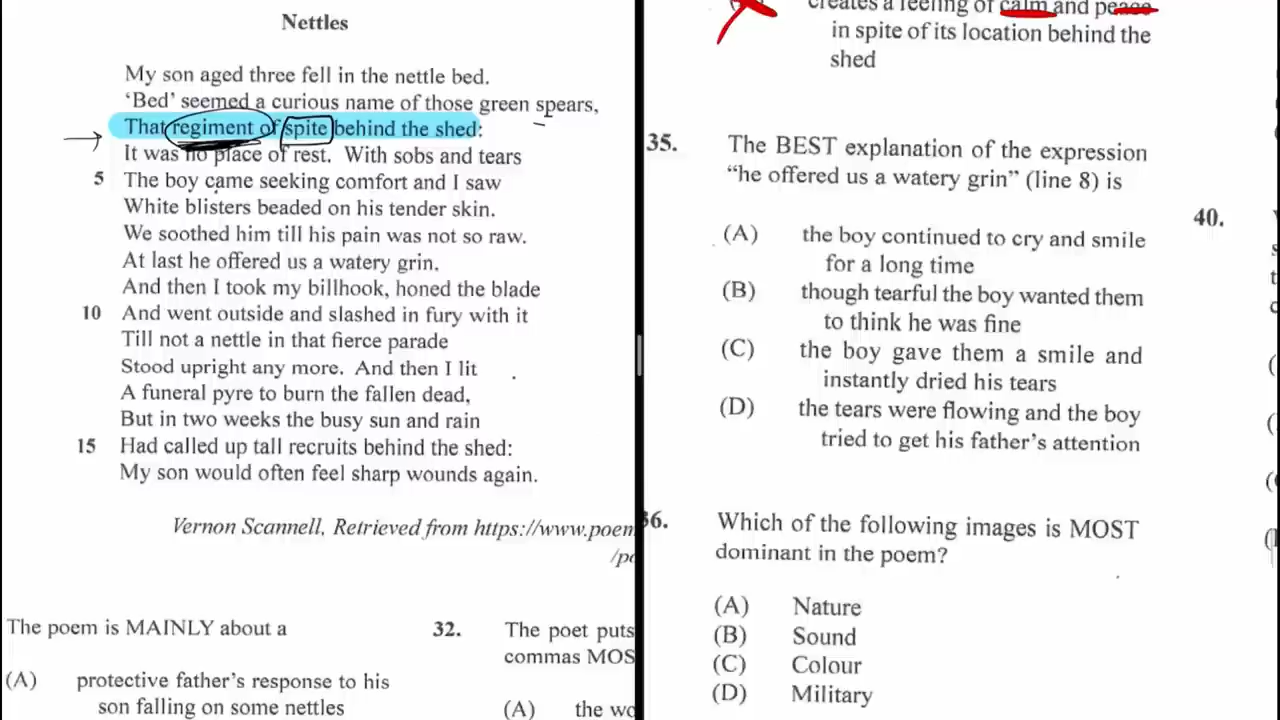 Nettles
My son aged three fell in the nettle bed.
‘Bed’ seemed a curious name of those green spears,
That regiment of spite behind the shed:
It was no place of rest. With sobs and tears
5 The boy came seeking comfort and I saw
White blisters beaded on his tender skin.
We soothed him till his pain was not so raw.
At last he offered us a watery grin,
And then I took my billhook, honed the blade
10 And went outside and slashed in fury with it
Till not a nettle in that fierce parade
Stood upright any more. And then I lit
A funeral pyre to burn the fallen dead,
But in two weeks the busy sun and rain
15 Had called up tall recruits behind the shed:
My son would often feel sharp wounds again.
Vernon Scannell, Retrieved from https://www.poem
/po
The poem is MAINLY about a
(A) protective father’s response to his
son falling on some nettles
32. The poet puts
commas MOS
(A) the wo
creates a feeling of calm and peace
in spite of its location behind the
shed
35. The BEST explanation of the expression
“he offered us a watery grin” (line 8) is
(A) the boy continued to cry and smile
for a long time
(B) though tearful the boy wanted them
to think he was fine
(C) the boy gave them a smile and
instantly dried his tears
(D) the tears were flowing and the boy
tried to get his father’s attention
36. Which of the following images is MOST
dominant in the poem?
(A) Nature
(B) Sound
(C) Colour
(D) Military
40.